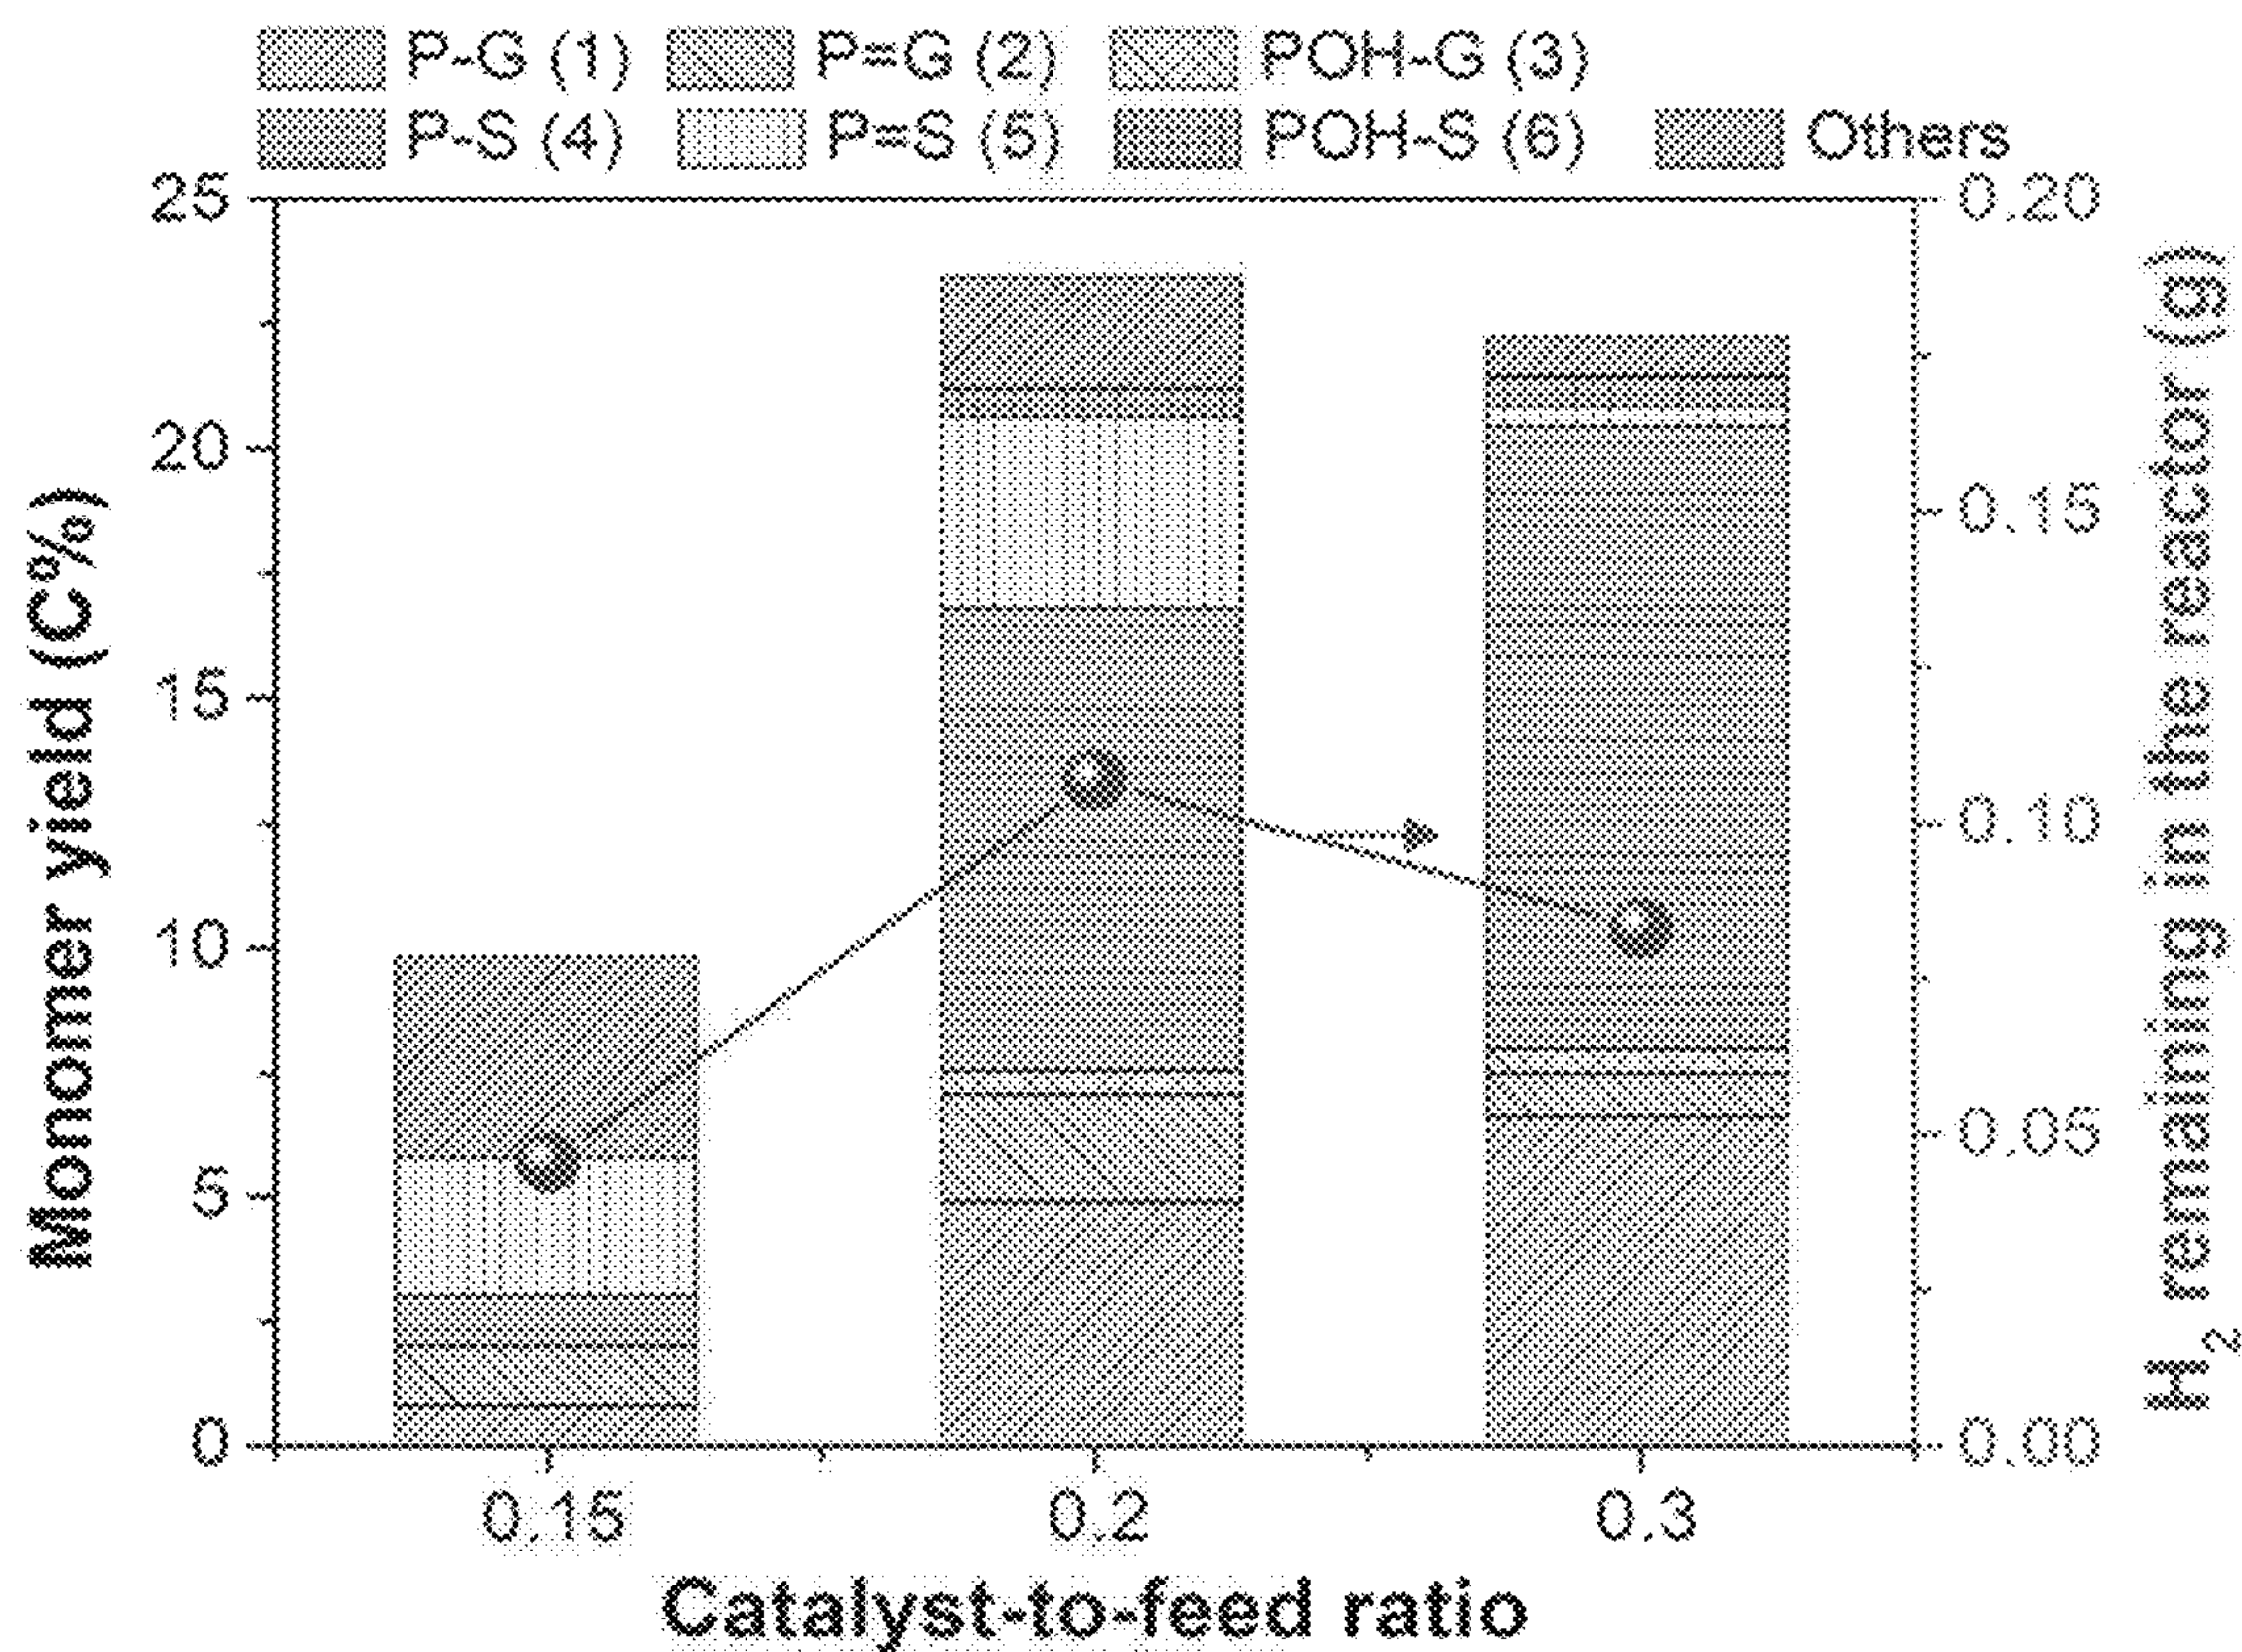 P-G (1) P=G (2) POH-G (3)
P-S (4) P=S (5) POH-S (6) Others
25
20
15
10
5
0
0.20
0.15
0.10
0.05
0.00
Monomer yield (C%)
H2 remaining in the reactor (g)
0.15 0.2 0.3
Catalyst-to-feed ratio